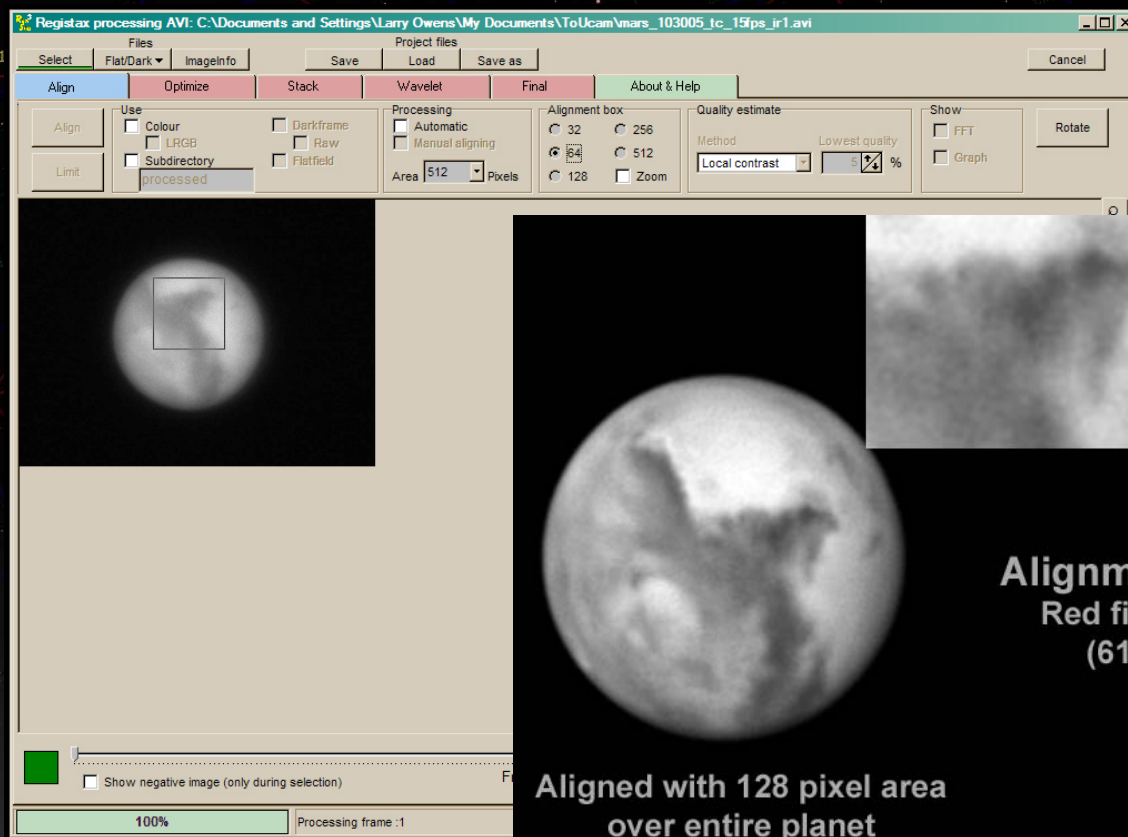 Registax processing AVI: C:\Documents and Settings\Larry Owens\My Documents\ToUcam\mars_103005_tc_15fps_ir1.avi
Files
Project files
Select
Flat/Dark
ImageInfo
Save
Load
Save as
Cancel
Align
Optimize
Stack
Wavelet
Final
About & Help
Align
Limit
Use
Colour
LRGB
Subdirectory
processed
Darkframe
Raw
Flatfield
Processing
Automatic
Manual aligning
Area 512 Pixels
Alignment box
32
64
128
256
512
Zoom
Quality estimate
Method
Local contrast
Lowest quality
5 %
Show
FFT
Graph
Rotate
Red
(61
Aligned with 128 pixel area
over entire planet
Show negative image (only during selection)
100%
Processing frame :1